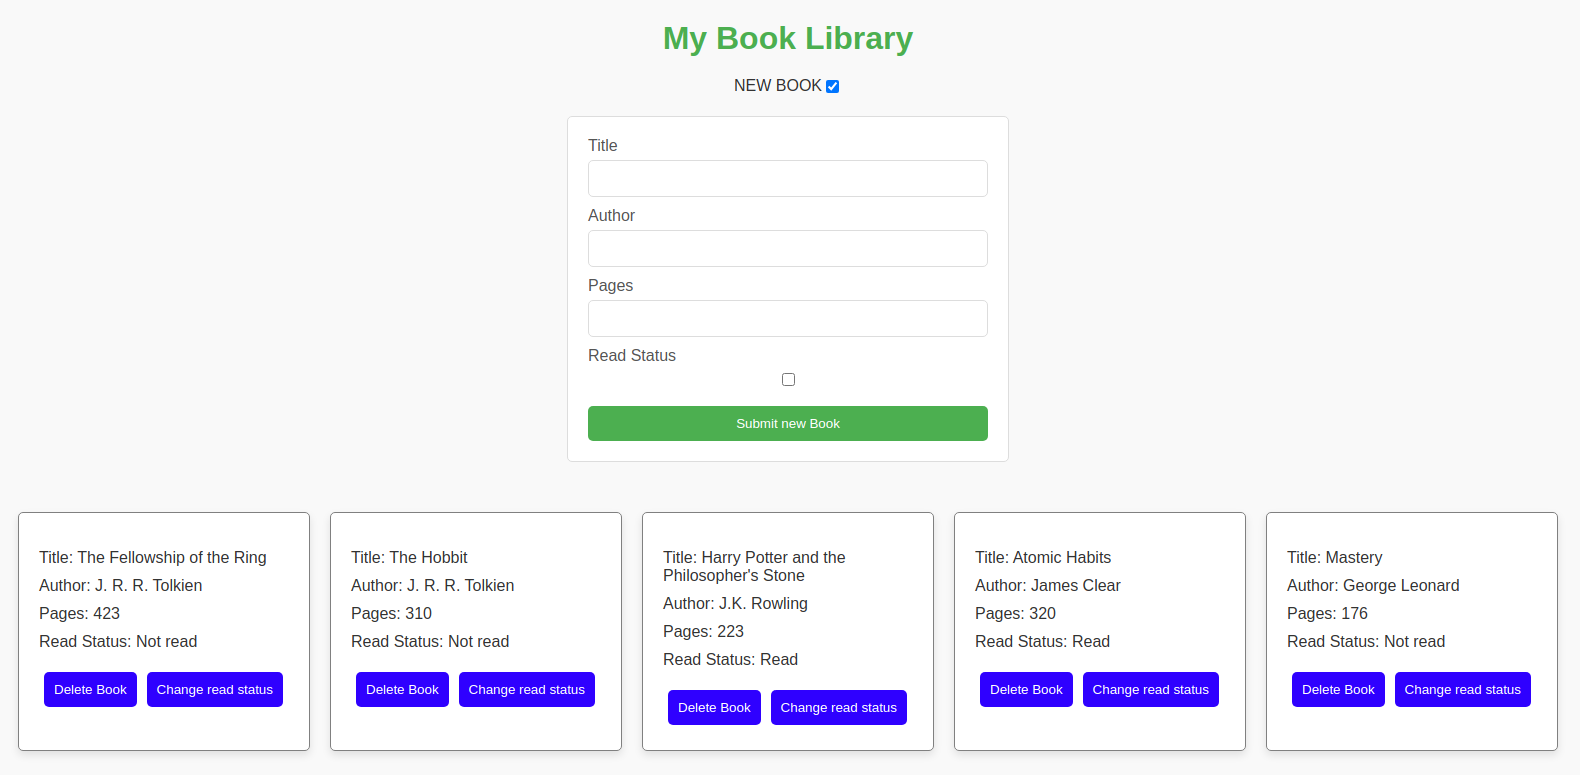 My Book Library
NEW BOOK
Title
Author
Pages
Read Status
Submit new Book
Title: The Fellowship of the Ring
Author: J. R. R. Tolkien
Pages: 423
Read Status: Not read
Delete Book
Change read status
Title: The Hobbit
Author: J. R. R. Tolkien
Pages: 310
Read Status: Not read
Delete Book
Change read status
Title: Harry Potter and the
Philosopher's Stone
Author: J.K. Rowling
Pages: 223
Read Status: Read
Delete Book
Change read status
Title: Atomic Habits
Author: James Clear
Pages: 320
Read Status: Read
Delete Book
Change read status
Title: Mastery
Author: George Leonard
Pages: 176
Read Status: Not read
Delete Book
Change read status